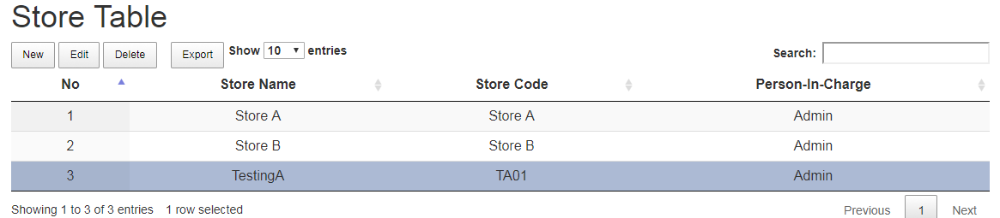 Store Table
New Edit Delete Export Show 10 entries Search:
No Store Name Store Code Person-In-Charge
1 Store A Store A Admin
2 Store B Store B Admin
3 TestingA TA01 Admin
Showing 1 to 3 of 3 entries 1 row selected Previous 1 Next